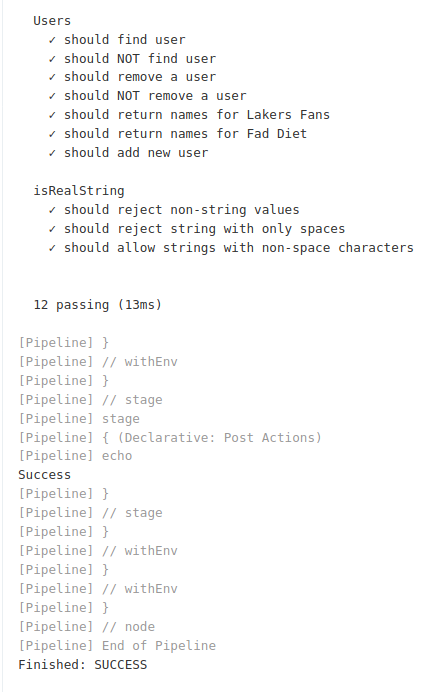 Users
✓ should find user
✓ should NOT find user
✓ should remove a user
✓ should NOT remove a user
✓ should return names for Lakers Fans
✓ should return names for Fad Diet
✓ should add new user
isRealString
✓ should reject non-string values
✓ should reject string with only spaces
✓ should allow strings with non-space characters
12 passing (13ms)
[Pipeline] }
[Pipeline] // withEnv
[Pipeline] }
[Pipeline] // stage
[Pipeline] stage
[Pipeline] { (Declarative: Post Actions)
[Pipeline] echo
Success
[Pipeline] }
[Pipeline] // stage
[Pipeline] }
[Pipeline] // withEnv
[Pipeline] }
[Pipeline] // withEnv
[Pipeline] }
[Pipeline] // node
[Pipeline] End of Pipeline
Finished: SUCCESS